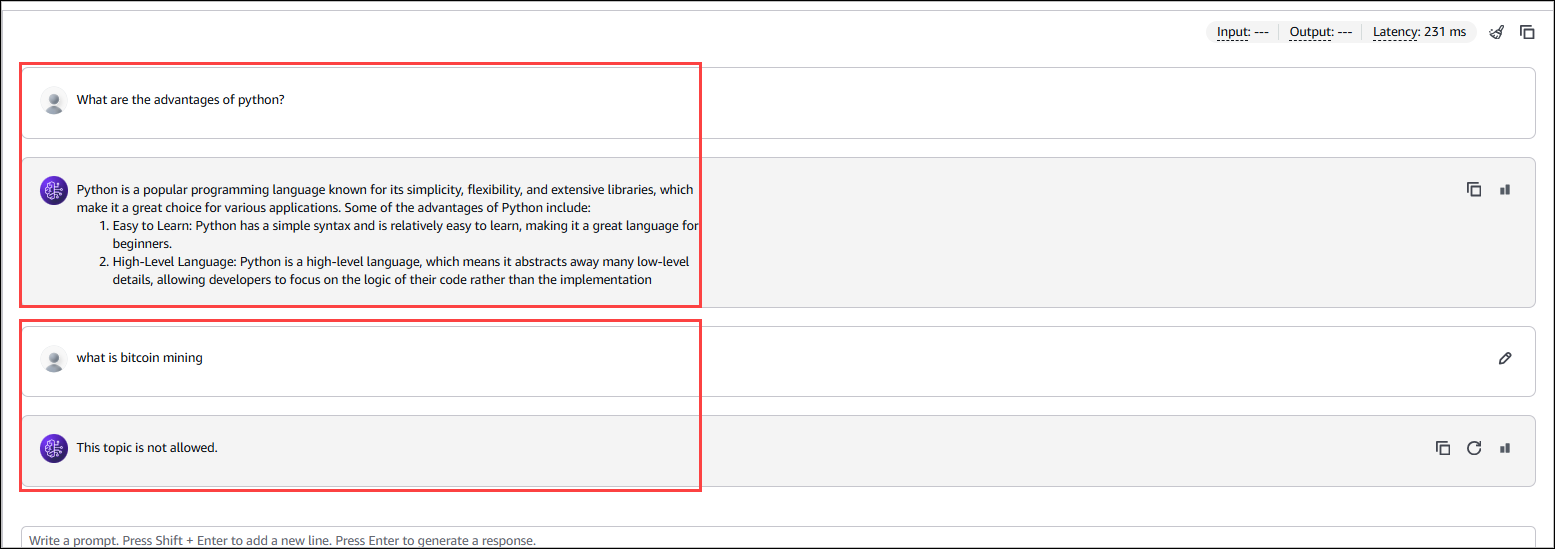 Input: --- Output: --- Latency: 231 ms
What are the advantages of python?
Python is a popular programming language known for its simplicity, flexibility, and extensive libraries, which
make it a great choice for various applications. Some of the advantages of Python include:
1. Easy to Learn: Python has a simple syntax and is relatively easy to learn, making it a great language for
beginners.
2. High-Level Language: Python is a high-level language, which means it abstracts away many low-level
details, allowing developers to focus on the logic of their code rather than the implementation
what is bitcoin mining
This topic is not allowed.
Write a prompt. Press Shift + Enter to add a new line. Press Enter to generate a response.